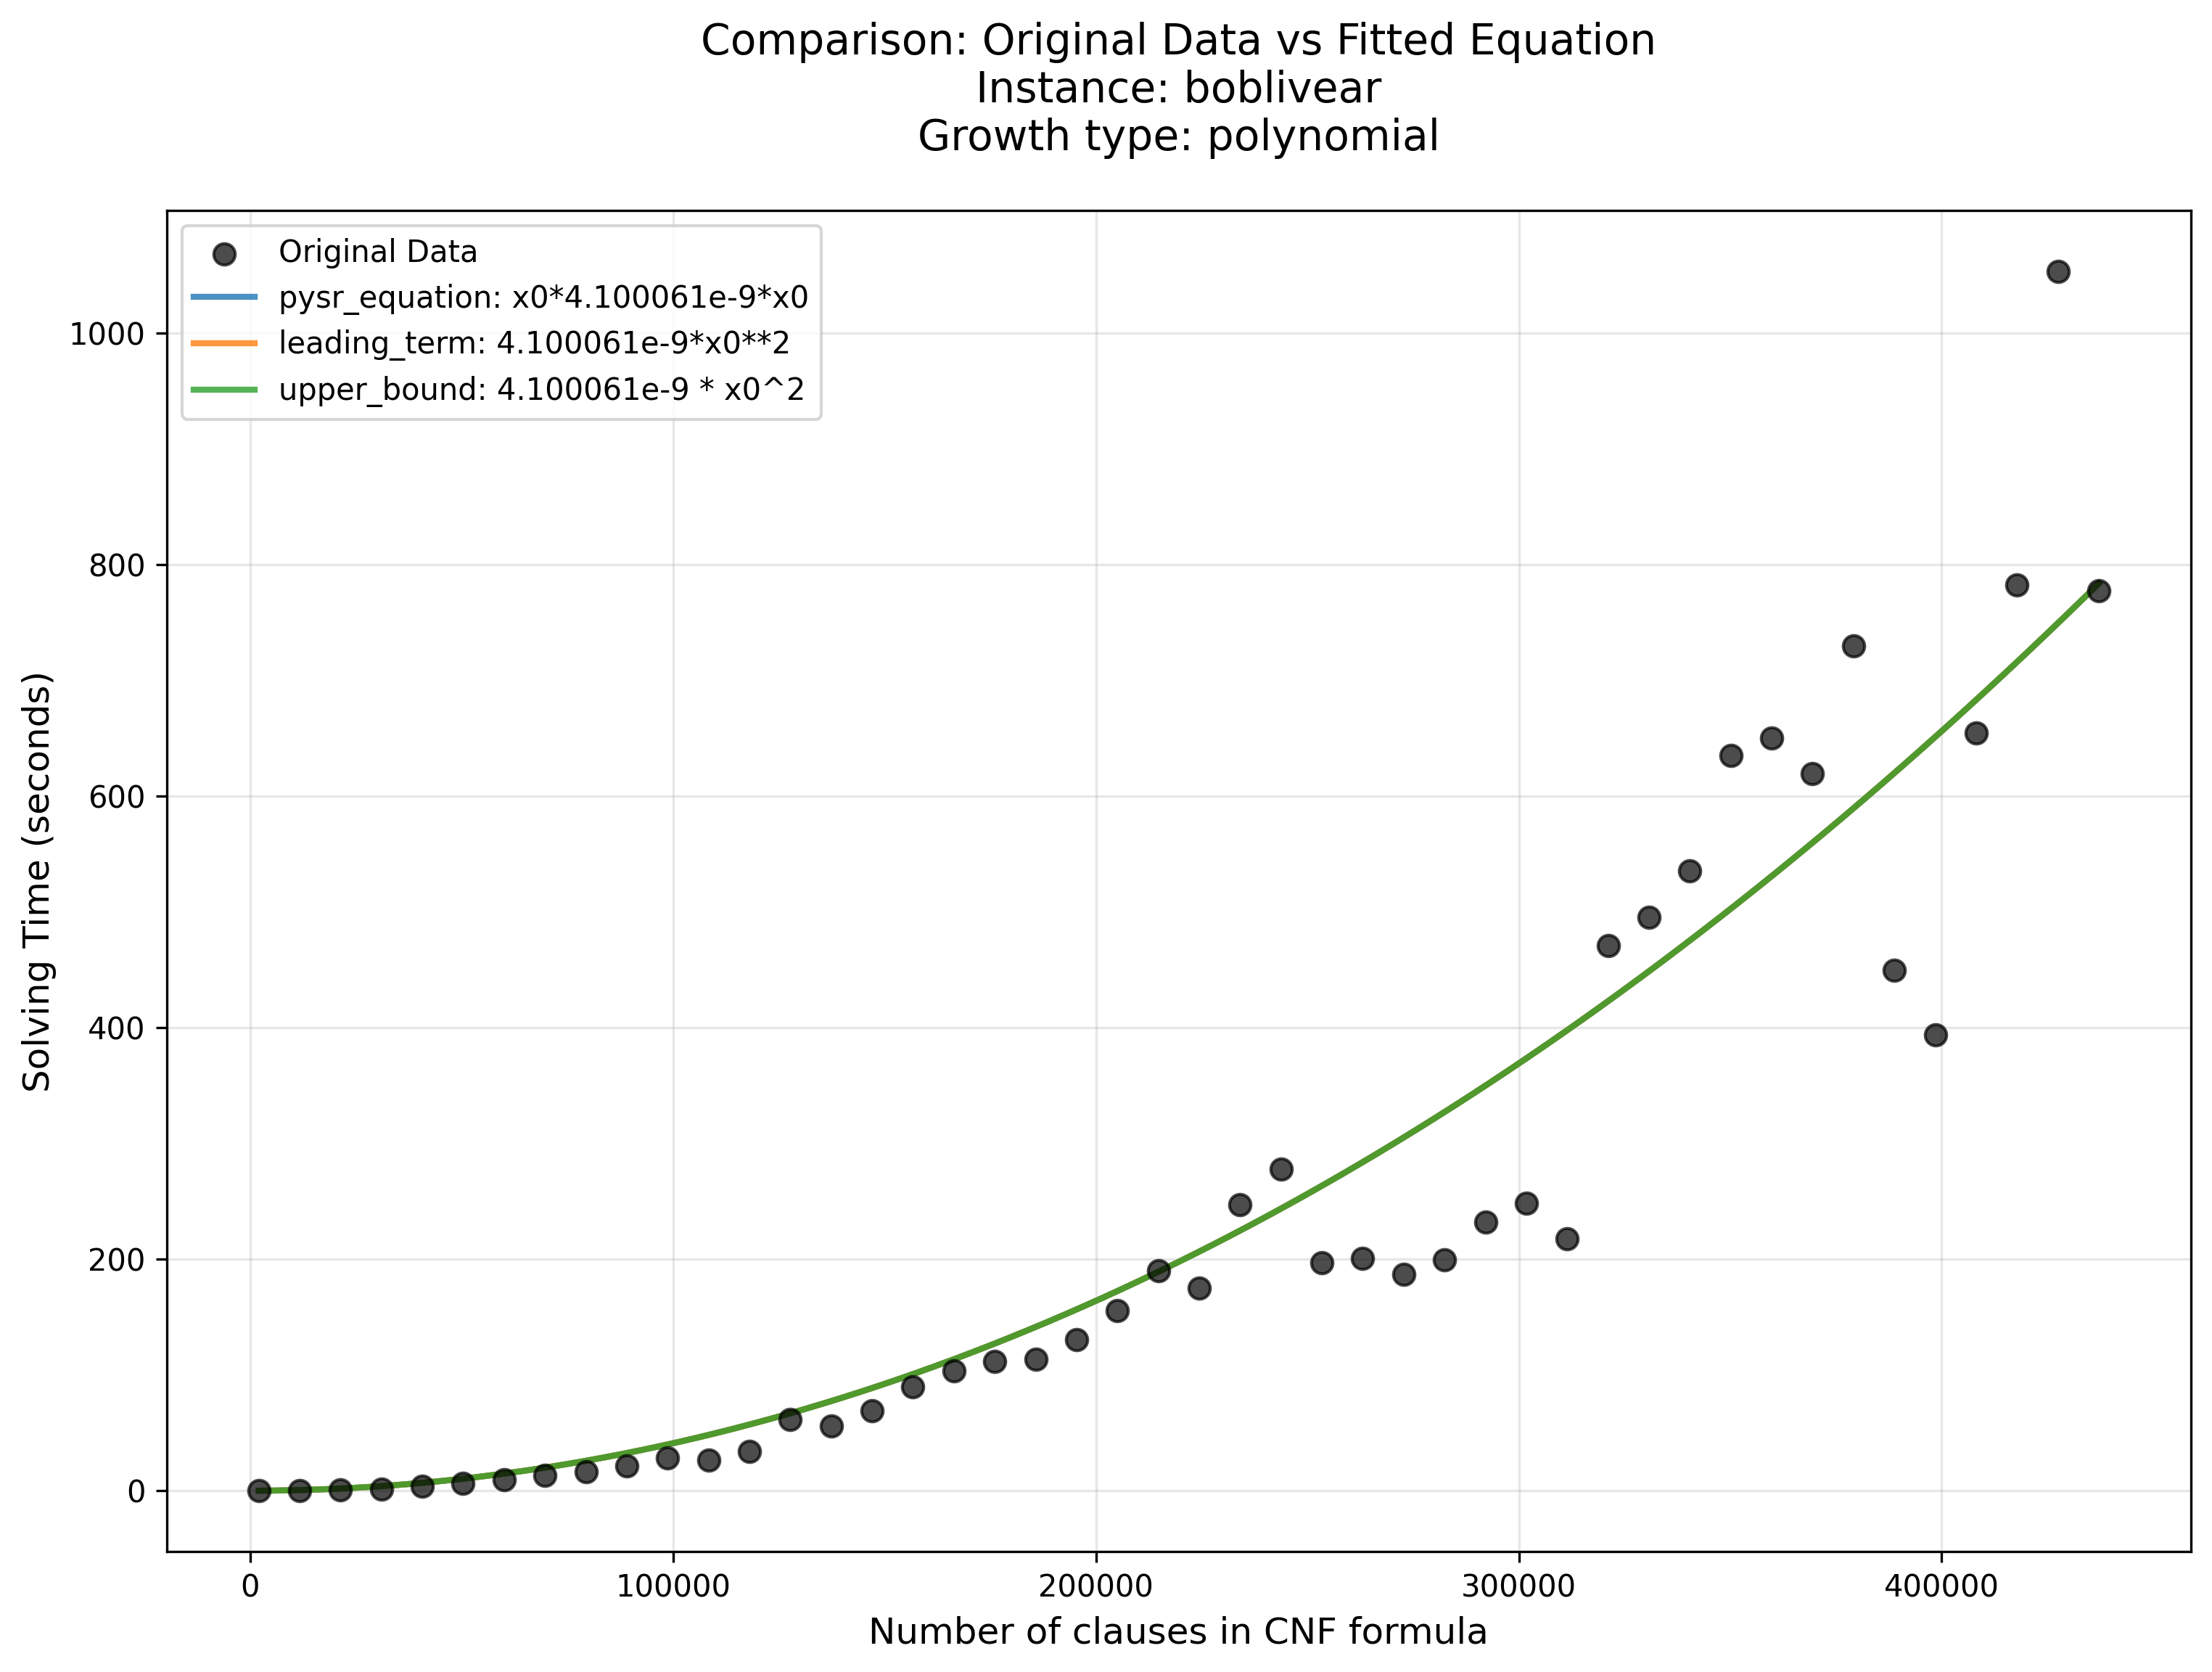 Comparison: Original Data vs Fitted Equation
Instance: boblivear
Growth type: polynomial
Original Data
pysr_equation: x0*4.100061e-9*x0
leading_term: 4.100061e-9*x0**2
upper_bound: 4.100061e-9 * x0^2
1000
800
600
400
200
0
Solving Time (seconds)
0 100000 200000 300000 400000
Number of clauses in CNF formula